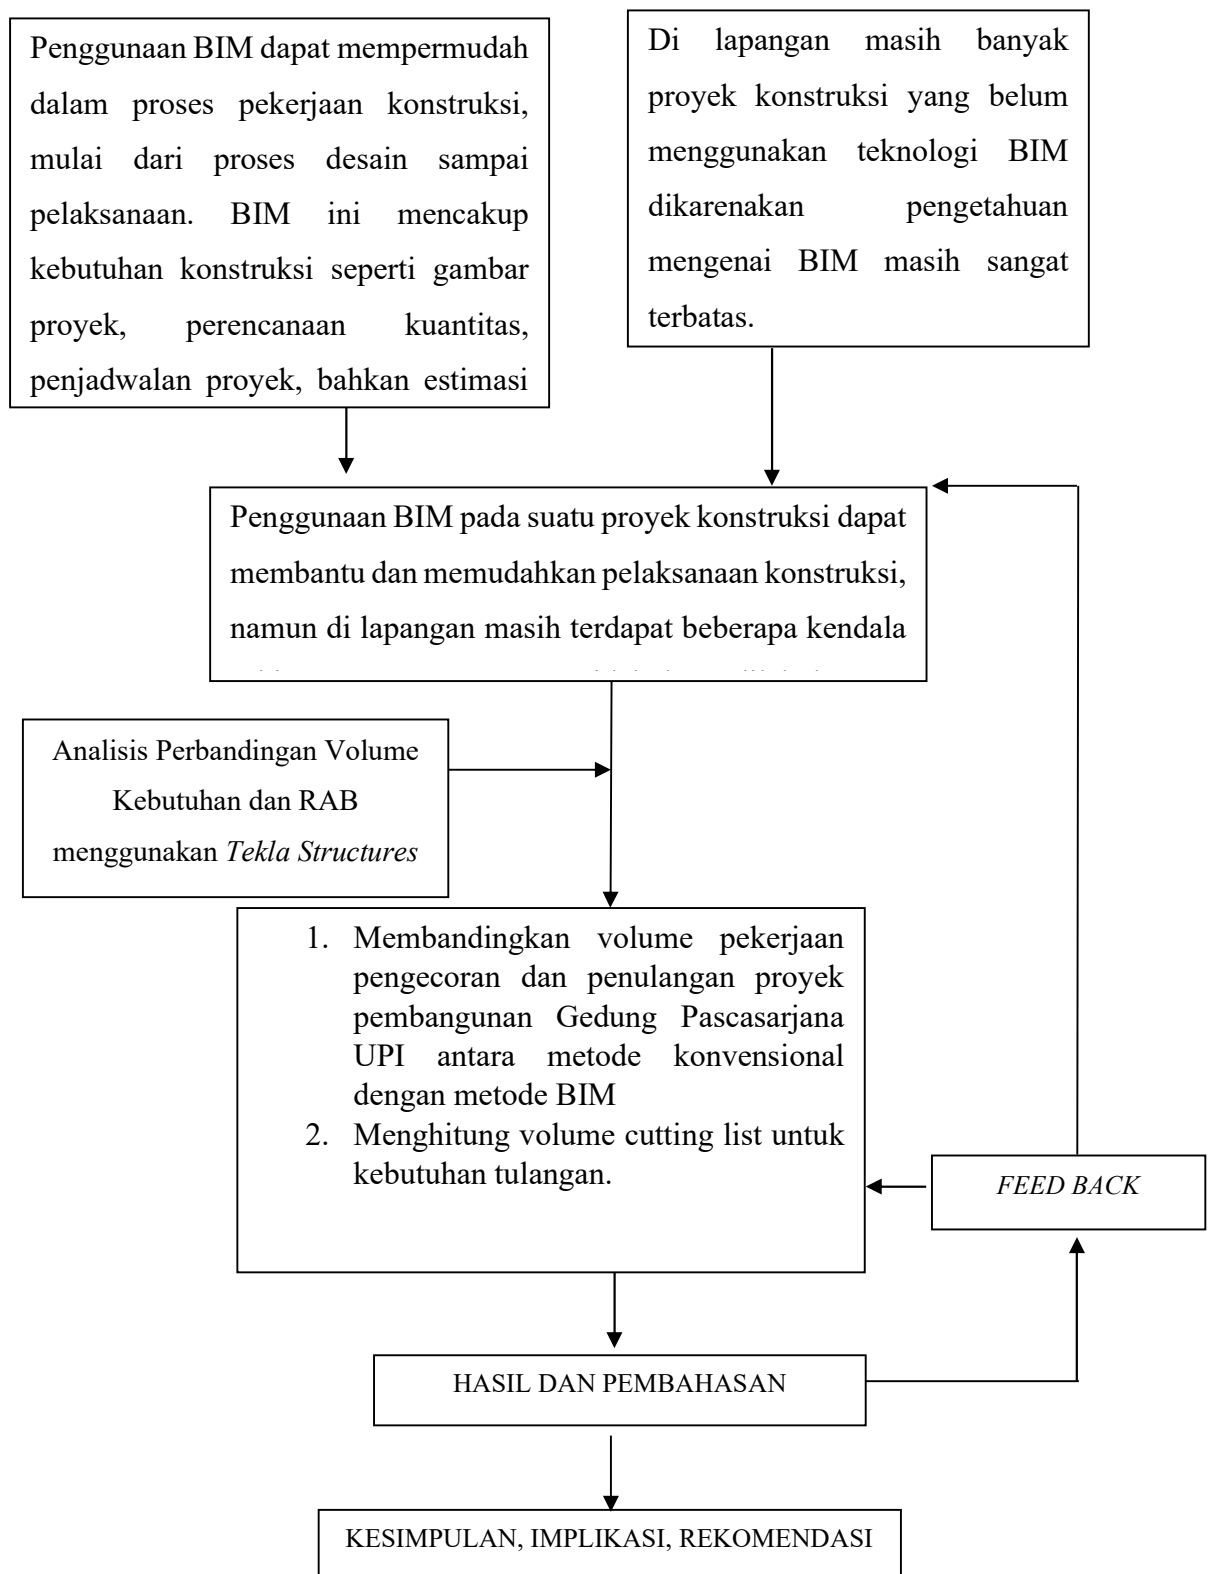 Penggunaan BIM dapat mempermudah
dalam proses pekerjaan konstruksi,
mulai dari proses desain sampai
pelaksanaan. BIM ini mencakup
kebutuhan konstruksi seperti gambar
proyek, perencanaan kuantitas,
penjadwalan proyek, bahkan estimasi
Di lapangan masih banyak
proyek konstruksi yang belum
menggunakan teknologi BIM
dikarenakan pengetahuan
mengenai BIM masih sangat
terbatas.
Penggunaan BIM pada suatu proyek konstruksi dapat
membantu dan memudahkan pelaksanaan konstruksi,
namun di lapangan masih terdapat beberapa kendala
Analisis Perbandingan Volume
Kebutuhan dan RAB
menggunakan Tekla Structures
1. Membandingkan volume pekerjaan
pengecoran dan penulangan proyek
pembangunan Gedung Pascasarjana
UPI antara metode konvensional
dengan metode BIM
2. Menghitung volume cutting list untuk
kebutuhan tulangan.
FEED BACK
HASIL DAN PEMBAHASAN
KESIMPULAN, IMPLIKASI, REKOMENDASI